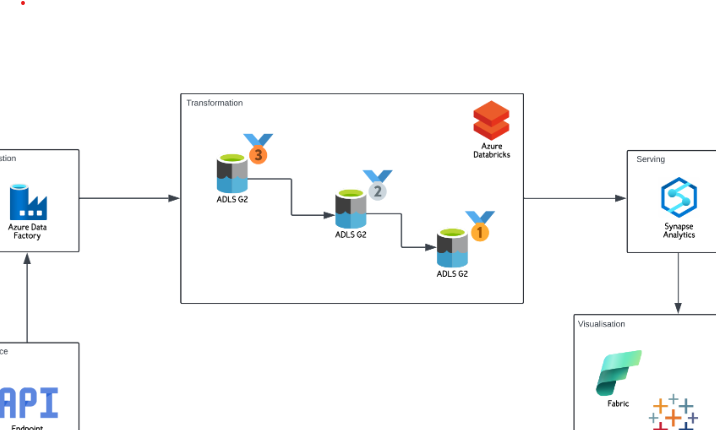 Transformation
3
Azure
Databricks
ADLS G2
2
ADLS G2
1
ADLS G2
stion
Azure Data
Factory
Serving
Synapse
Analytics
ce
API
Endpoint
Visualisation
Fabric